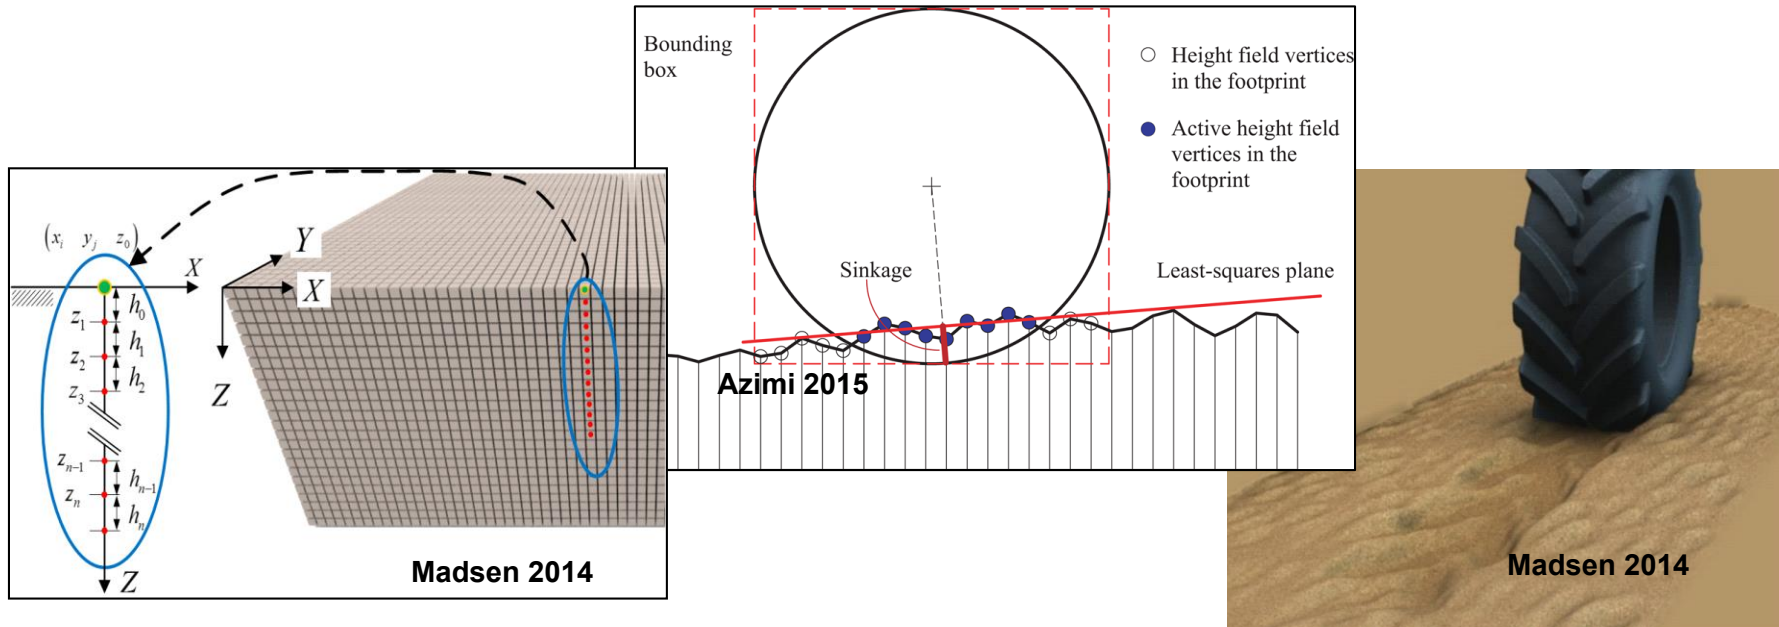 Bounding
box
Height field vertices
in the footprint
Active height field
vertices in the
footprint
Sinkage
Least-squares plane
Azimi 2015
(x_i y_j z_0)
X
Y
X
Z
h_0
z_1
h_1
z_2
h_2
z_3
z_{n-1}
h_{n-1}
z_n
h_n
Z
Madsen 2014
Madsen 2014